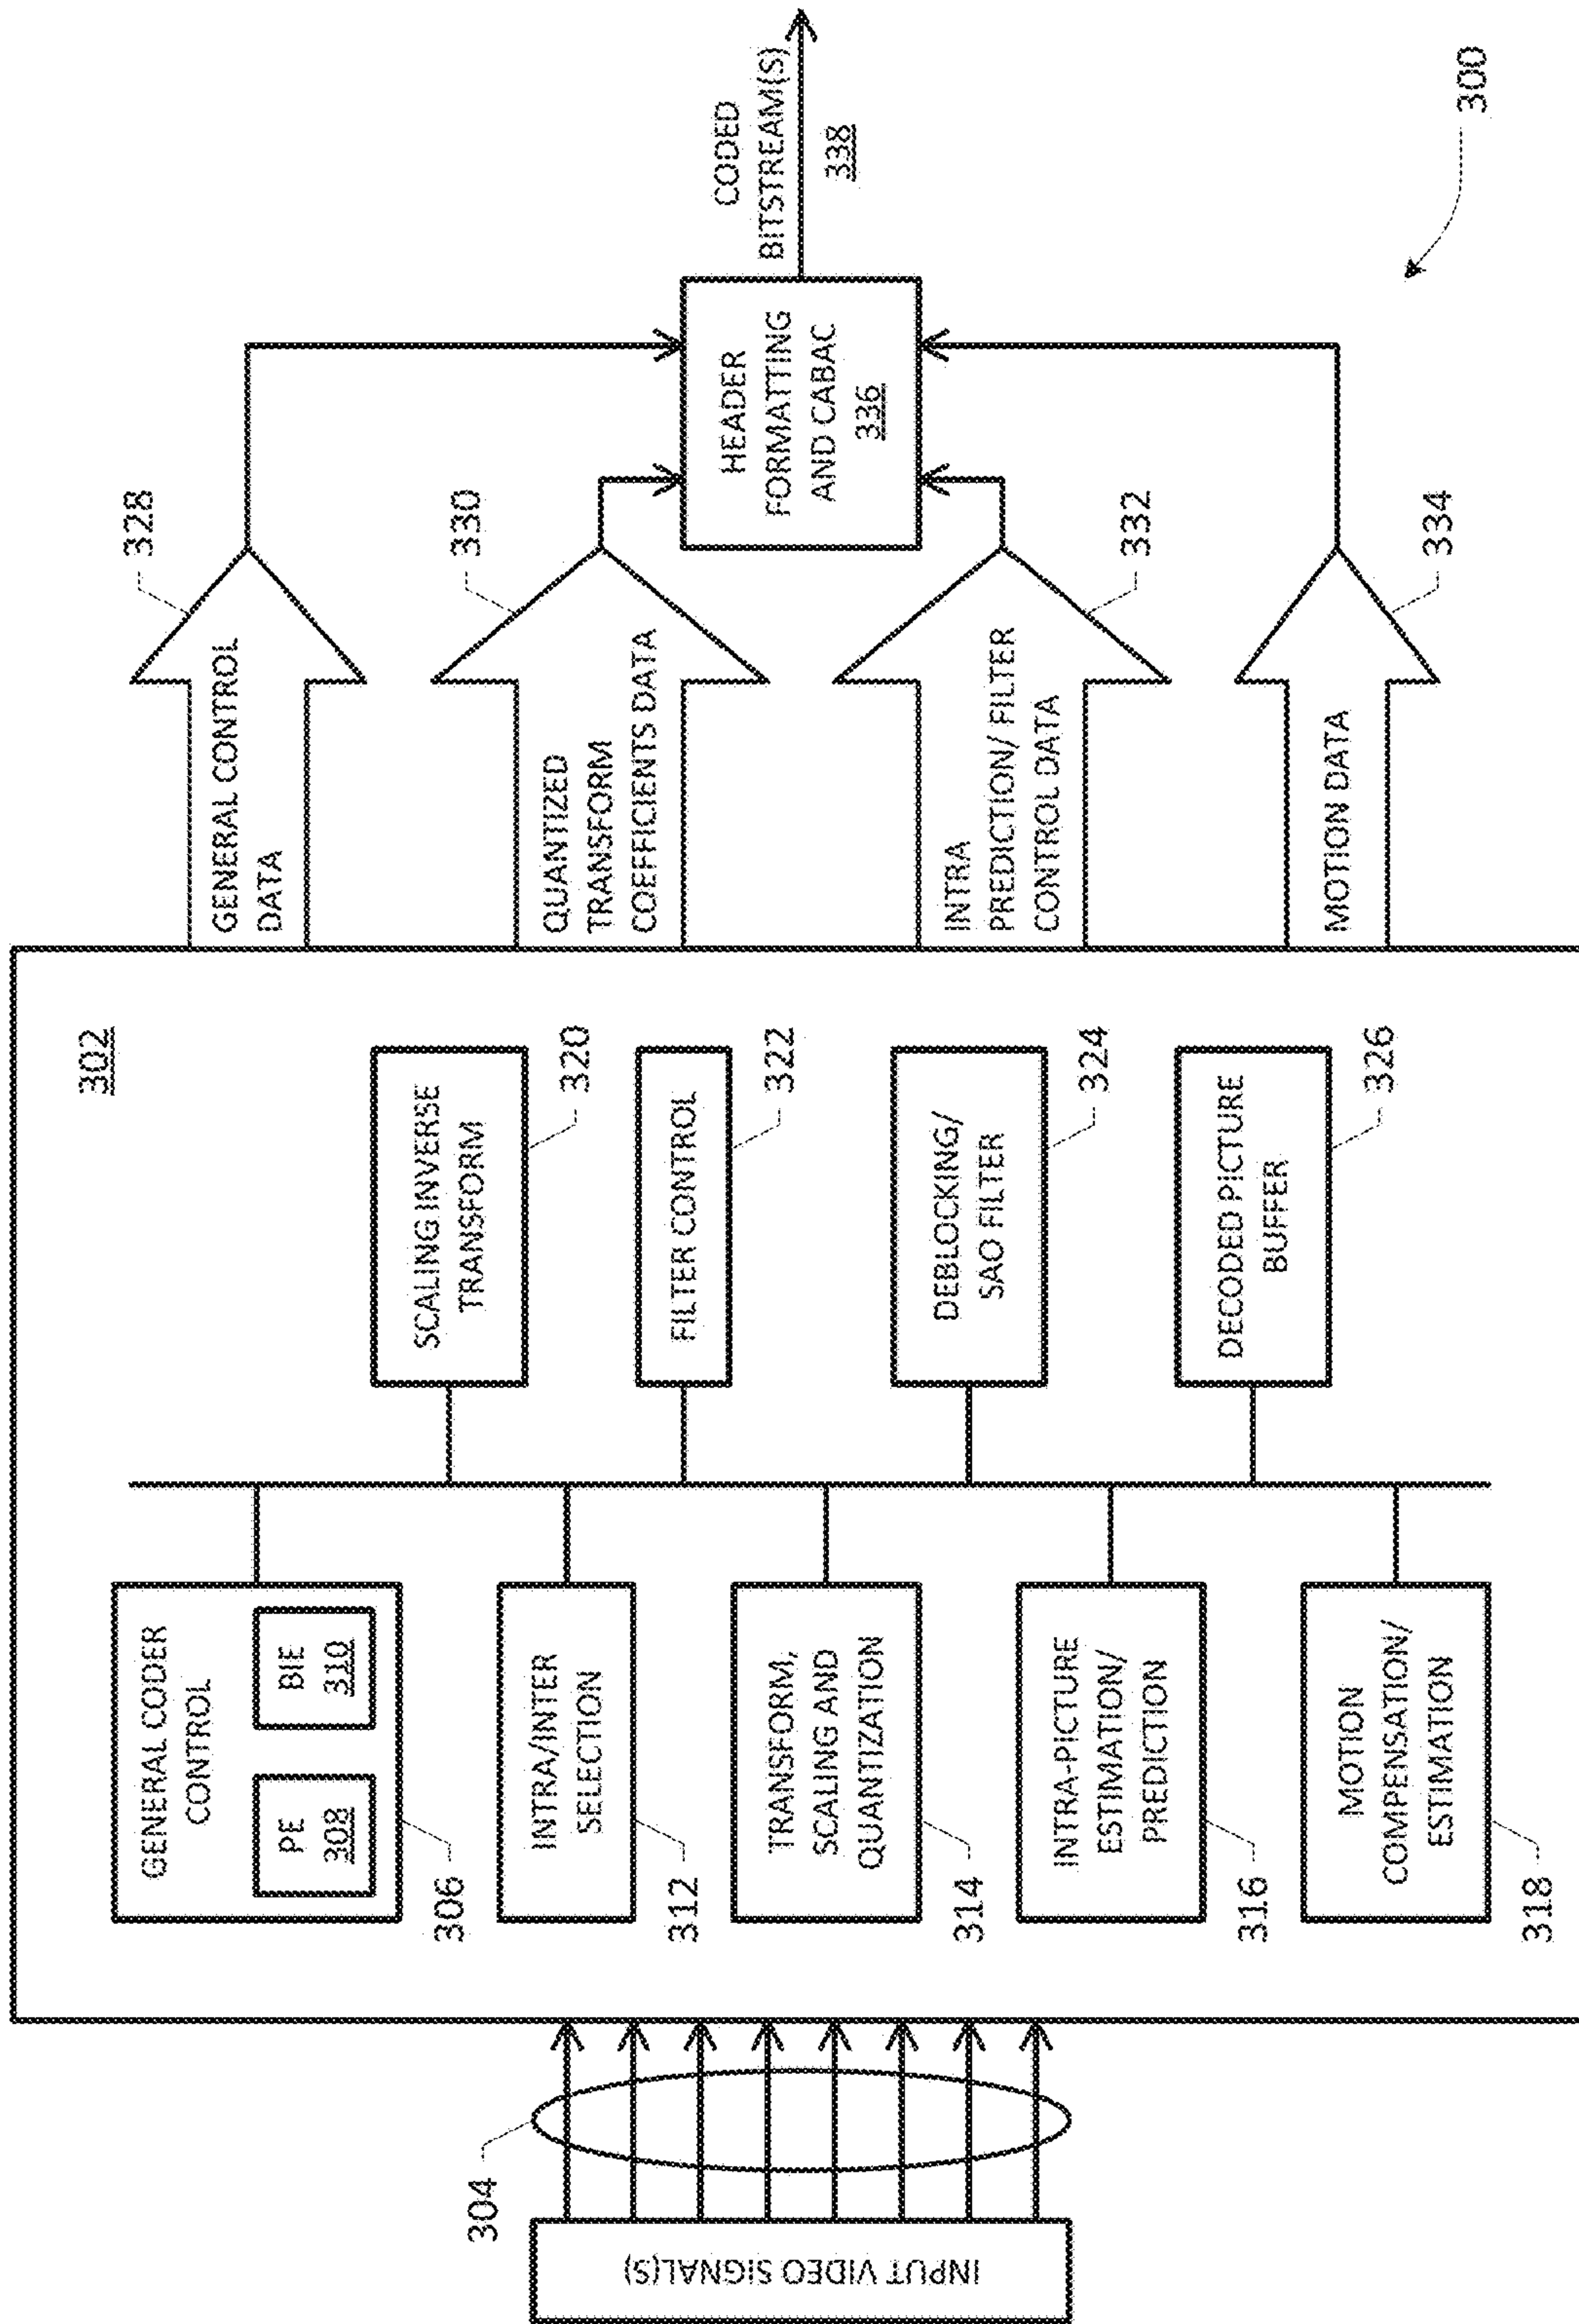 INPUT VIDEO SIGNAL(S)
304
302
GENERAL CODER
CONTROL
PE
308
BIE
310
306
INTRA/INTER
SELECTION
312
TRANSFORM,
SCALING AND
QUANTIZATION
314
INTRA-PICTURE
ESTIMATION/
PREDICTION
316
MOTION
COMPENSATION/
ESTIMATION
318
SCALING INVERSE
TRANSFORM
320
FILTER CONTROL
322
DEBLOCKING/
SAO FILTER
324
DECODED PICTURE
BUFFER
326
GENERAL CONTROL
DATA
328
QUANTIZED
TRANSFORM
COEFFICIENTS DATA
330
INTRA
PREDICTION/ FILTER
CONTROL DATA
332
MOTION DATA
334
HEADER
FORMATTING
AND CABAC
336
CODED
BITSTREAM(S)
338
300